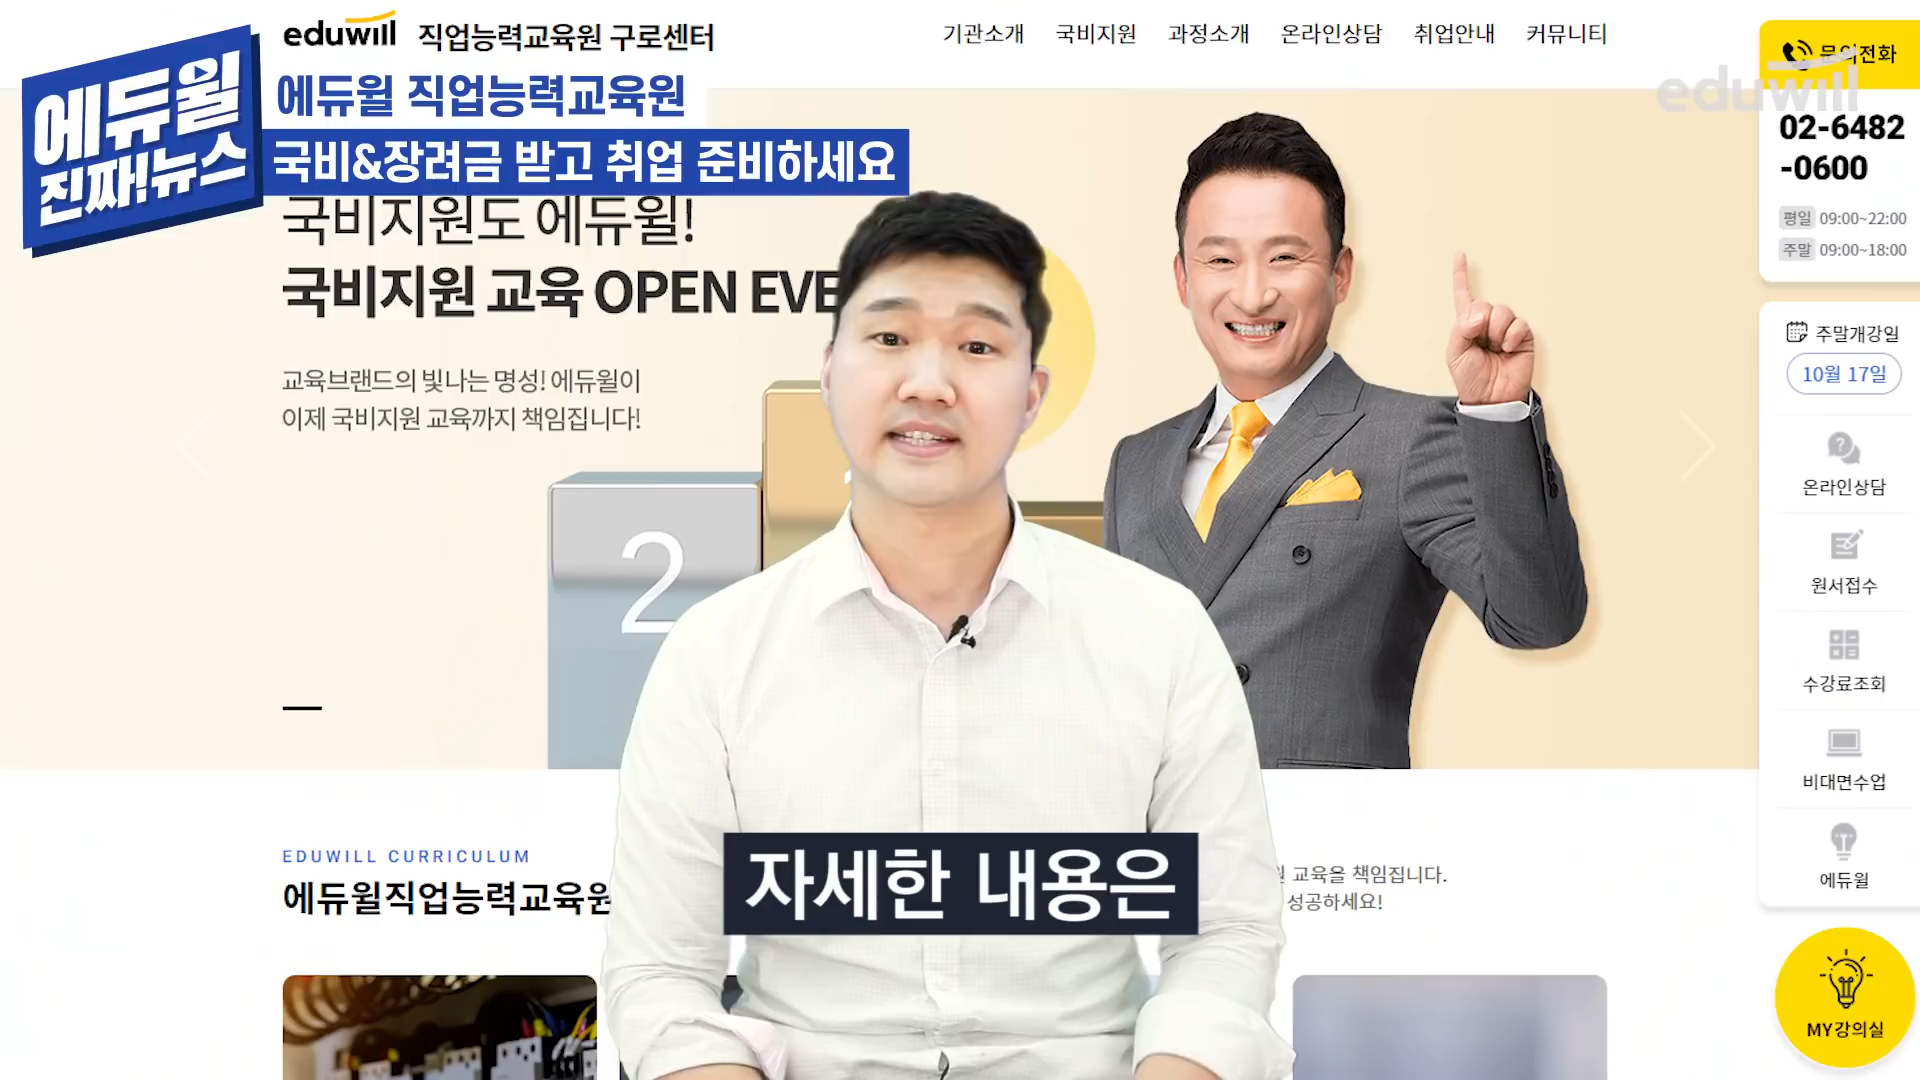 eduwill 직업능력교육원 구로센터
기관소개 국비지원 과정소개 온라인상담 취업안내 커뮤니티
에듀윌
진짜!뉴스
에듀윌 직업능력교육원
국비&장려금 받고 취업 준비하세요
국비지원도 에듀윌!
국비지원 교육 OPEN EVE
교육브랜드의 빛나는 명성! 에듀윌이
이제 국비지원 교육까지 책임집니다!
2
문의전화
eduwill
02-6482
-0600
평일 09:00~22:00
주말 09:00~18:00
주말개강일
10월 17일
온라인상담
원서접수
수강료조회
비대면수업
에듀윌
MY강의실
EDUWILL CURRICULUM
에듀윌직업능력교육원
교육을 책임집니다.
성공하세요!
자세한 내용은